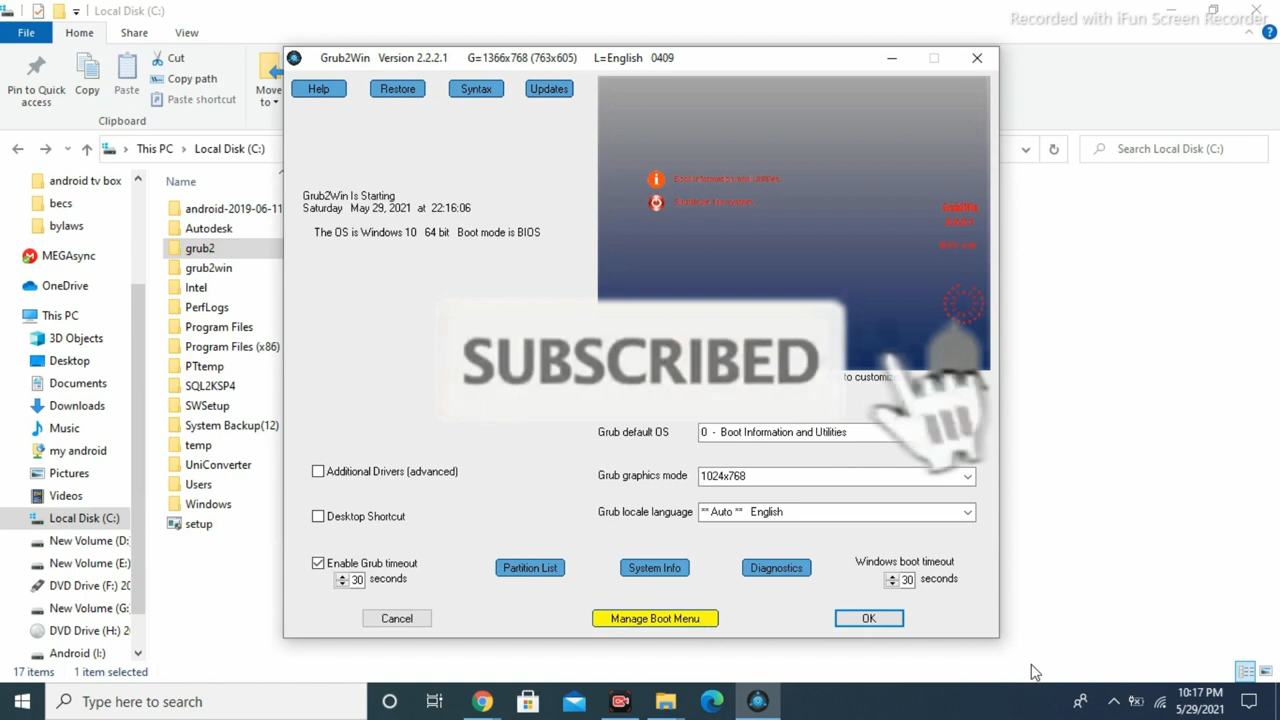 Local Disk (C:)
Recorded with iFun Screen Recorder
File
Home
Share
View
Pin to Quick access
Copy
Paste
Cut
Copy path
Paste shortcut
Move to
Clipboard
This PC
Local Disk (C:)
Search Local Disk (C:)
android tv box
becs
bylaws
MEGAsync
OneDrive
This PC
3D Objects
Desktop
Documents
Downloads
Music
my android
Pictures
Videos
Local Disk (C:)
New Volume (D:
New Volume (E:)
DVD Drive (F:) 20
New Volume (G:
DVD Drive (H:) 2
Android (I:)
Name
android-2019-06-11
Autodesk
grub2
grub2win
Intel
PerfLogs
Program Files
Program Files (x86)
PTtemp
SQL2KSP4
SWSetup
System Backup(12)
temp
UniConverter
Users
Windows
setup
Grub2Win Version 2.2.2.1 G=1366x768 (763x605) L=English 0409
Help
Restore
Syntax
Updates
Grub2Win Is Starting
Saturday May 29, 2021 at 22:16:06
The OS is Windows 10 64 bit Boot mode is BIOS
Boot Information and Utilities
Grub2Win
SUBSCRIBED
to customiz
Grub default OS
0 - Boot Information and Utilities
Additional Drivers (advanced)
Grub graphics mode
1024x768
Desktop Shortcut
Grub locale language
** Auto ** English
Enable Grub timeout
30 seconds
Partition List
System Info
Diagnostics
Windows boot timeout
30 seconds
Cancel
Manage Boot Menu
OK
17 items
1 item selected
Type here to search
10:17 PM
5/29/2021